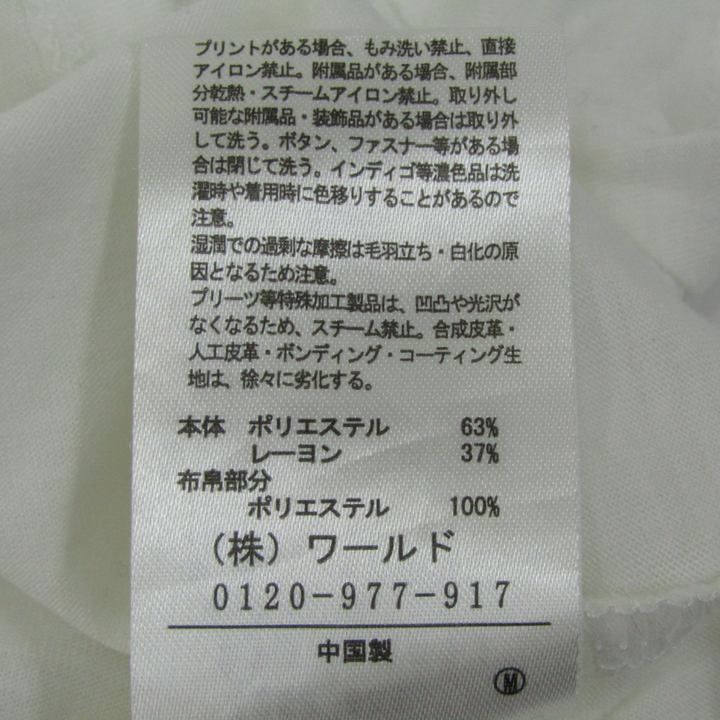 プリントがある場合、もみ洗い禁止、直接
アイロン禁止。附属品がある場合、附属部
分乾熱・スチームアイロン禁止。取り外し
可能な附属品・装飾品がある場合は取り外
して洗う。ボタン、ファスナー等がある場
合は閉じて洗う。インディゴ等濃色品は洗
濯時や着用時に色移りすることがあるので
注意。
湿潤での過剰な摩擦は毛羽立ち・白化の原
因となるため注意。
プリーツ等特殊加工製品は、凹凸や光沢が
なくなるため、スチーム禁止。合成皮革・
人工皮革・ボンディング・コーティング生
地は、徐々に劣化する。
本体 ポリエステル 63%
レーヨン 37%
布帛部分
ポリエステル 100%
(株)ワールド
0120-977-917
中国製
Ⓜ